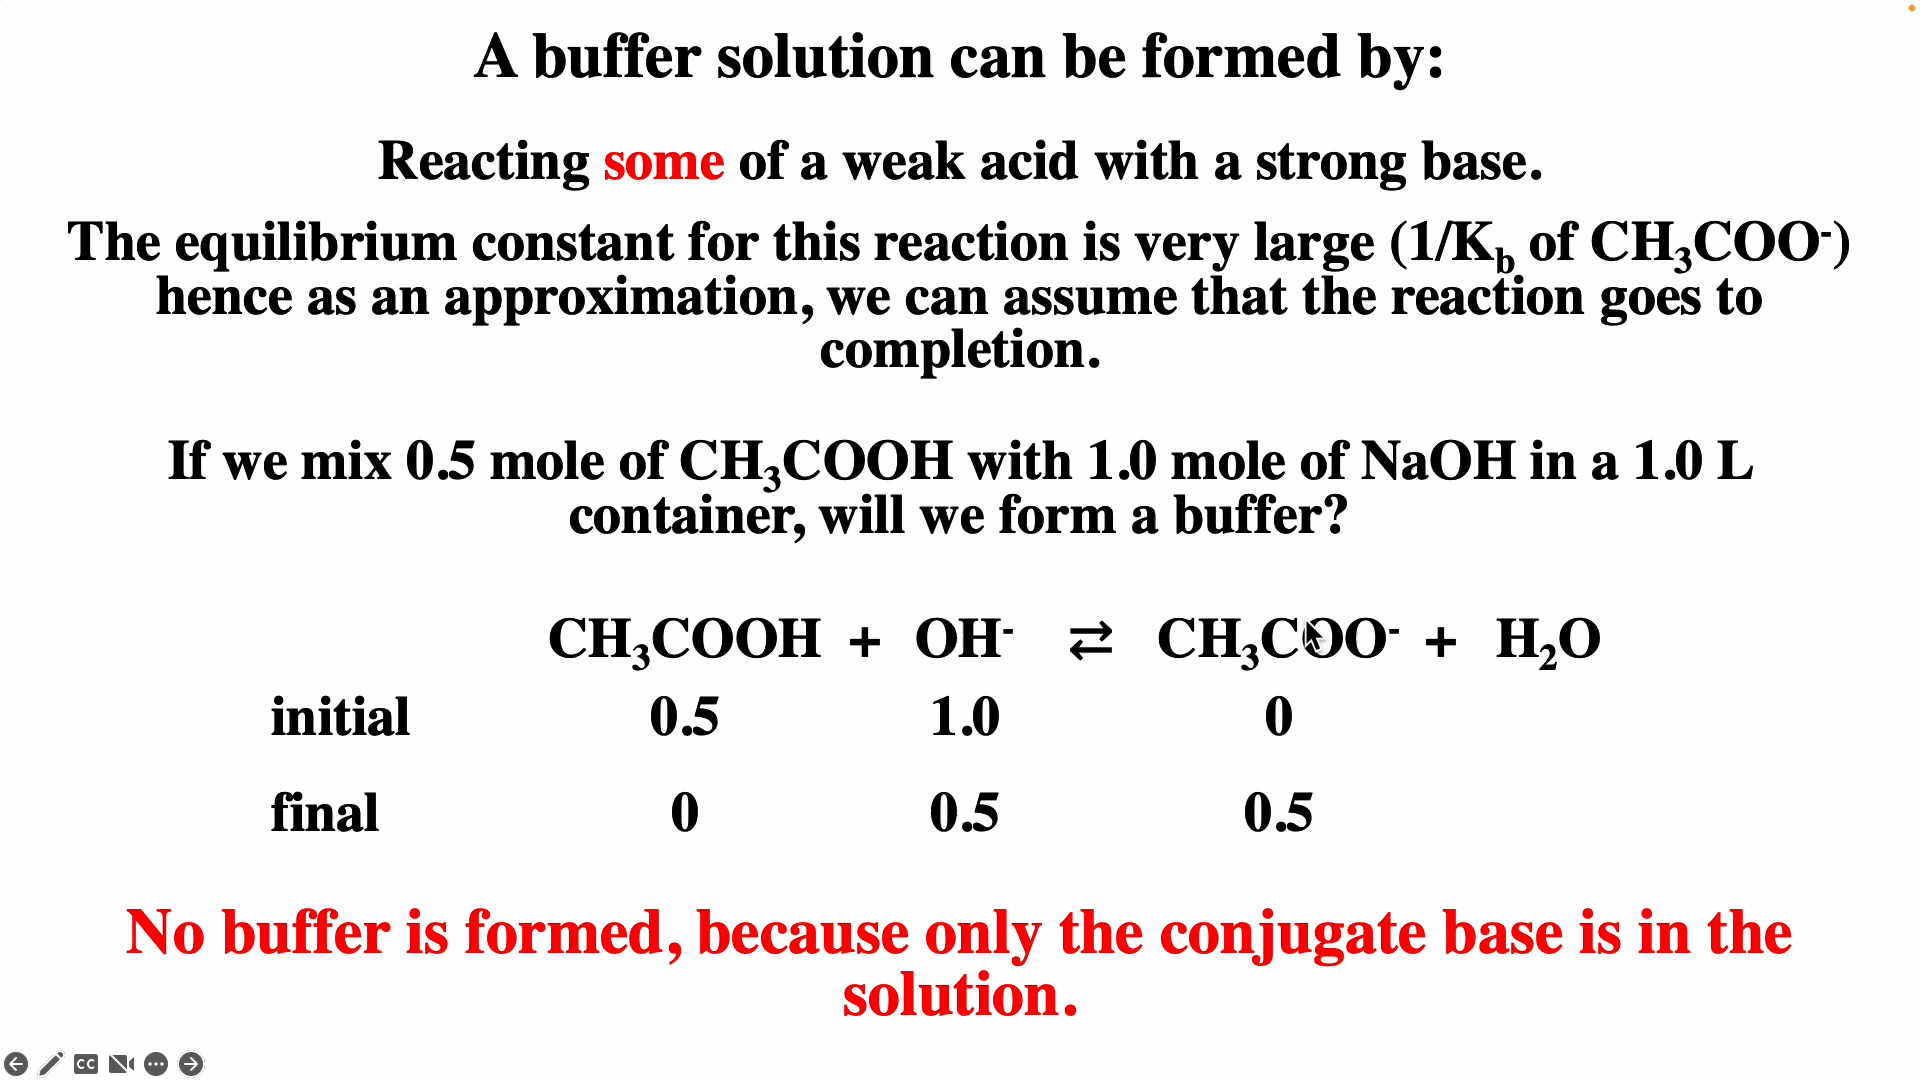 A buffer solution can be formed by:
Reacting some of a weak acid with a strong base.
The equilibrium constant for this reaction is very large (1/K_b of CH₃COO⁻)
hence as an approximation, we can assume that the reaction goes to
completion.
If we mix 0.5 mole of CH₃COOH with 1.0 mole of NaOH in a 1.0 L
container, will we form a buffer?
CH₃COOH + OH⁻ ⇄ CH₃COO⁻ + H₂O
initial 0.5 1.0 0
final 0 0.5 0.5
No buffer is formed, because only the conjugate base is in the
solution.
CC